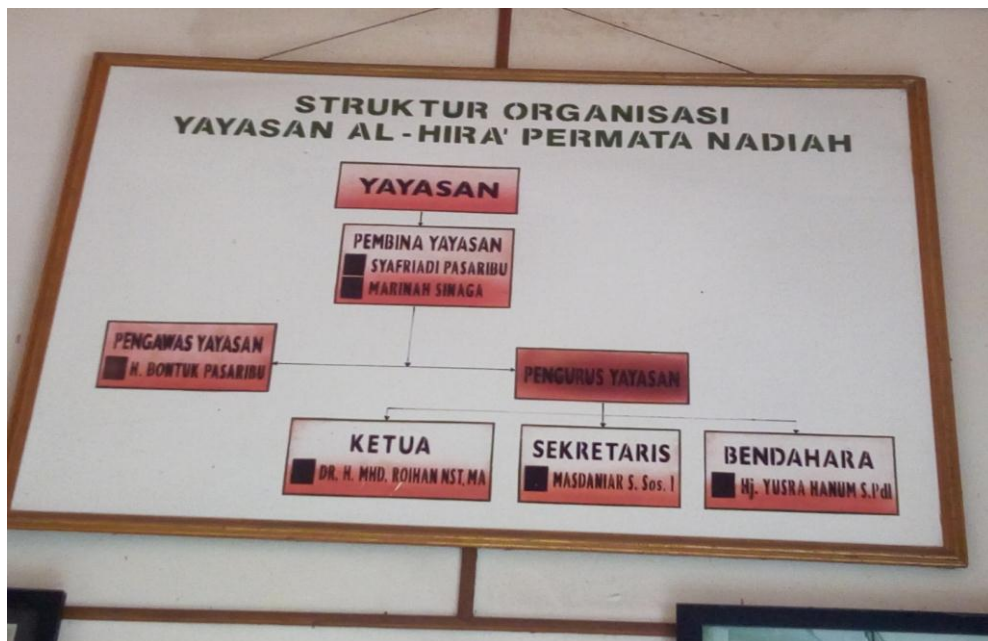 STRUKTUR ORGANISASI
YAYASAN AL-HIRA' PERMATA NADIAH
YAYASAN
PEMBINA YAYASAN
SYAFRIADI PASARIBU
MARINAH SINAGA
PENGAWAS YAYASAN
H. BONTUK PASARIBU
PENGURUS YAYASAN
KETUA
DR. H. MHD. ROIHAN NST, MA
SEKRETARIS
MASDANIAR S. Sos. I
BENDAHARA
Hj. YUSRA HANUM S.PdI